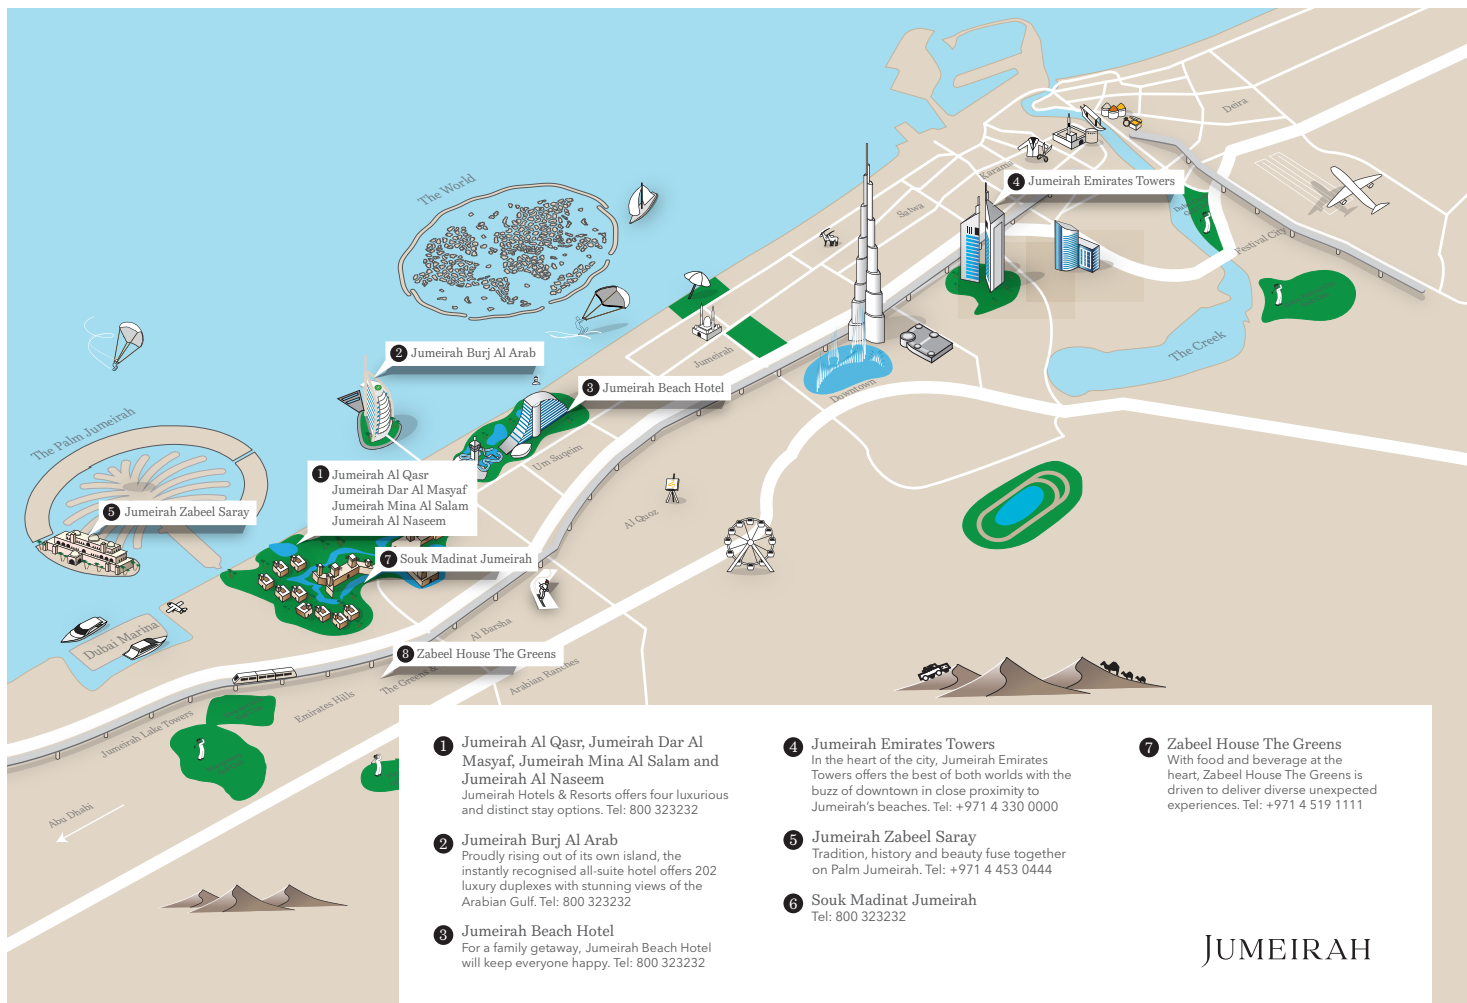 Deira
Karama
4 Jumeirah Emirates Towers
The World
Safwa
Festival City
The Creek
2 Jumeirah Burj Al Arab
Jumeirah
3 Jumeirah Beach Hotel
Downtown
The Palm Jumeirah
Um Suqeim
1 Jumeirah Al Qasr
Jumeirah Dar Al Masyaf
Jumeirah Mina Al Salam
Jumeirah Al Naseem
5 Jumeirah Zabeel Saray
Al Quoz
7 Souk Madinat Jumeirah
Dubai Marina
Al Barsha
8 Zabeel House The Greens
The Greens &
Arabian Ranches
Emirates Hills
Jumeirah Lake Towers
Abu Dhabi
1 Jumeirah Al Qasr, Jumeirah Dar Al
Masyaf, Jumeirah Mina Al Salam and
Jumeirah Al Naseem
Jumeirah Hotels & Resorts offers four luxurious
and distinct stay options. Tel: 800 323232
2 Jumeirah Burj Al Arab
Proudly rising out of its own island, the
instantly recognised all-suite hotel offers 202
luxury duplexes with stunning views of the
Arabian Gulf. Tel: 800 323232
3 Jumeirah Beach Hotel
For a family getaway, Jumeirah Beach Hotel
will keep everyone happy. Tel: 800 323232
4 Jumeirah Emirates Towers
In the heart of the city, Jumeirah Emirates
Towers offers the best of both worlds with the
buzz of downtown in close proximity to
Jumeirah's beaches. Tel: +971 4 330 0000
5 Jumeirah Zabeel Saray
Tradition, history and beauty fuse together
on Palm Jumeirah. Tel: +971 4 453 0444
6 Souk Madinat Jumeirah
Tel: 800 323232
7 Zabeel House The Greens
With food and beverage at the
heart, Zabeel House The Greens is
driven to deliver diverse unexpected
experiences. Tel: +971 4 519 1111
JUMEIRAH